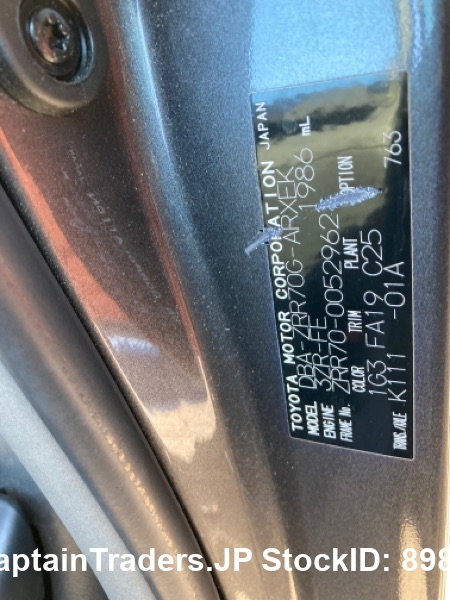 TOYOTA MOTOR CORPORATION JAPAN
MODEL DBA-ZRR70G-ARXEK
ENGINE 3ZR-FE 1986 mL
FRAME No. ZRR70-0052962
COLOR TRIM PLANT OPTION
1G3 FA19 C25 763
TRANS/AXLE K111 -01A
aptainTraders.JP StockID: 898